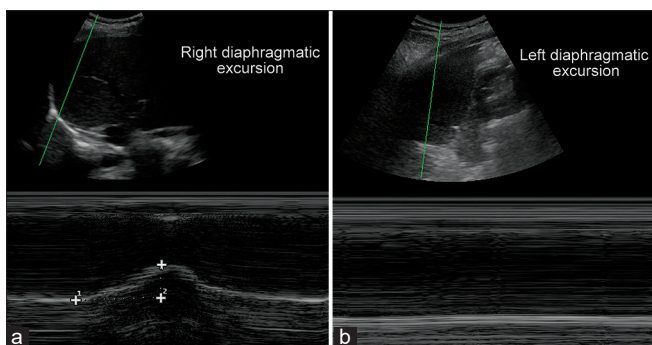 Right diaphragmatic
excursion
Left diaphragmatic
excursion
1
2
a
b